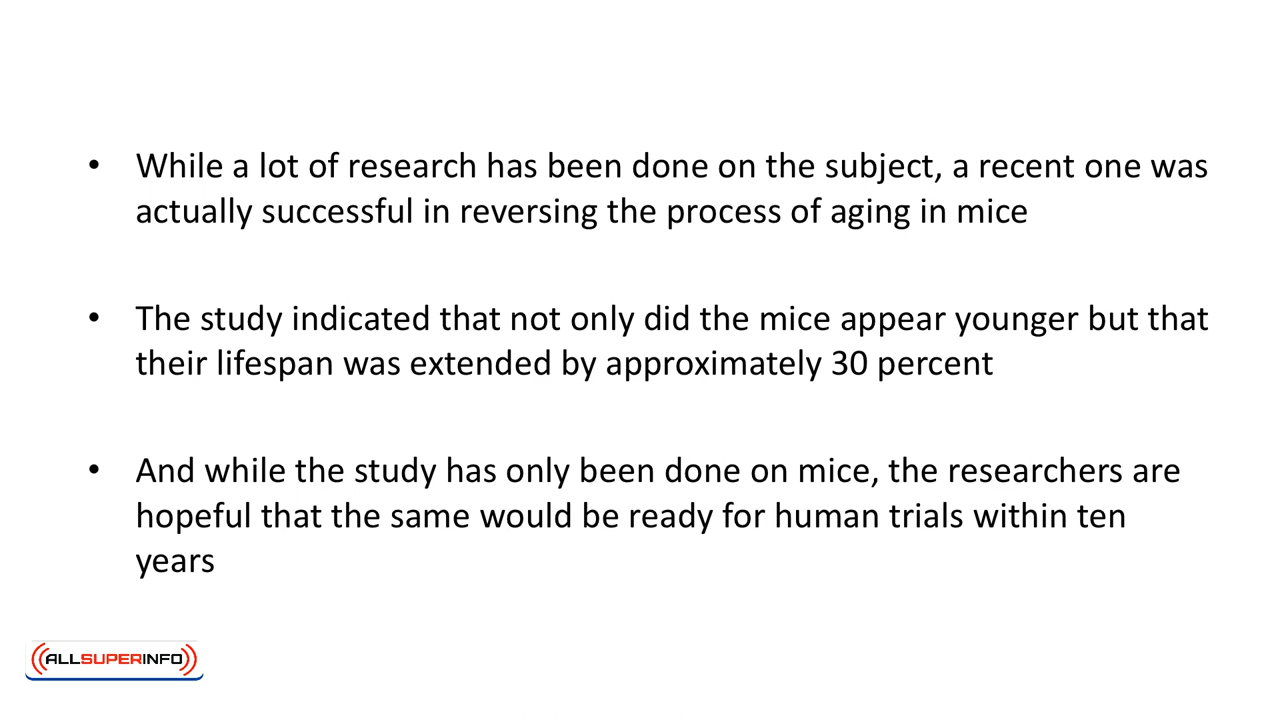 • While a lot of research has been done on the subject, a recent one was
actually successful in reversing the process of aging in mice
• The study indicated that not only did the mice appear younger but that
their lifespan was extended by approximately 30 percent
• And while the study has only been done on mice, the researchers are
hopeful that the same would be ready for human trials within ten
years
ALLSUPERINFO